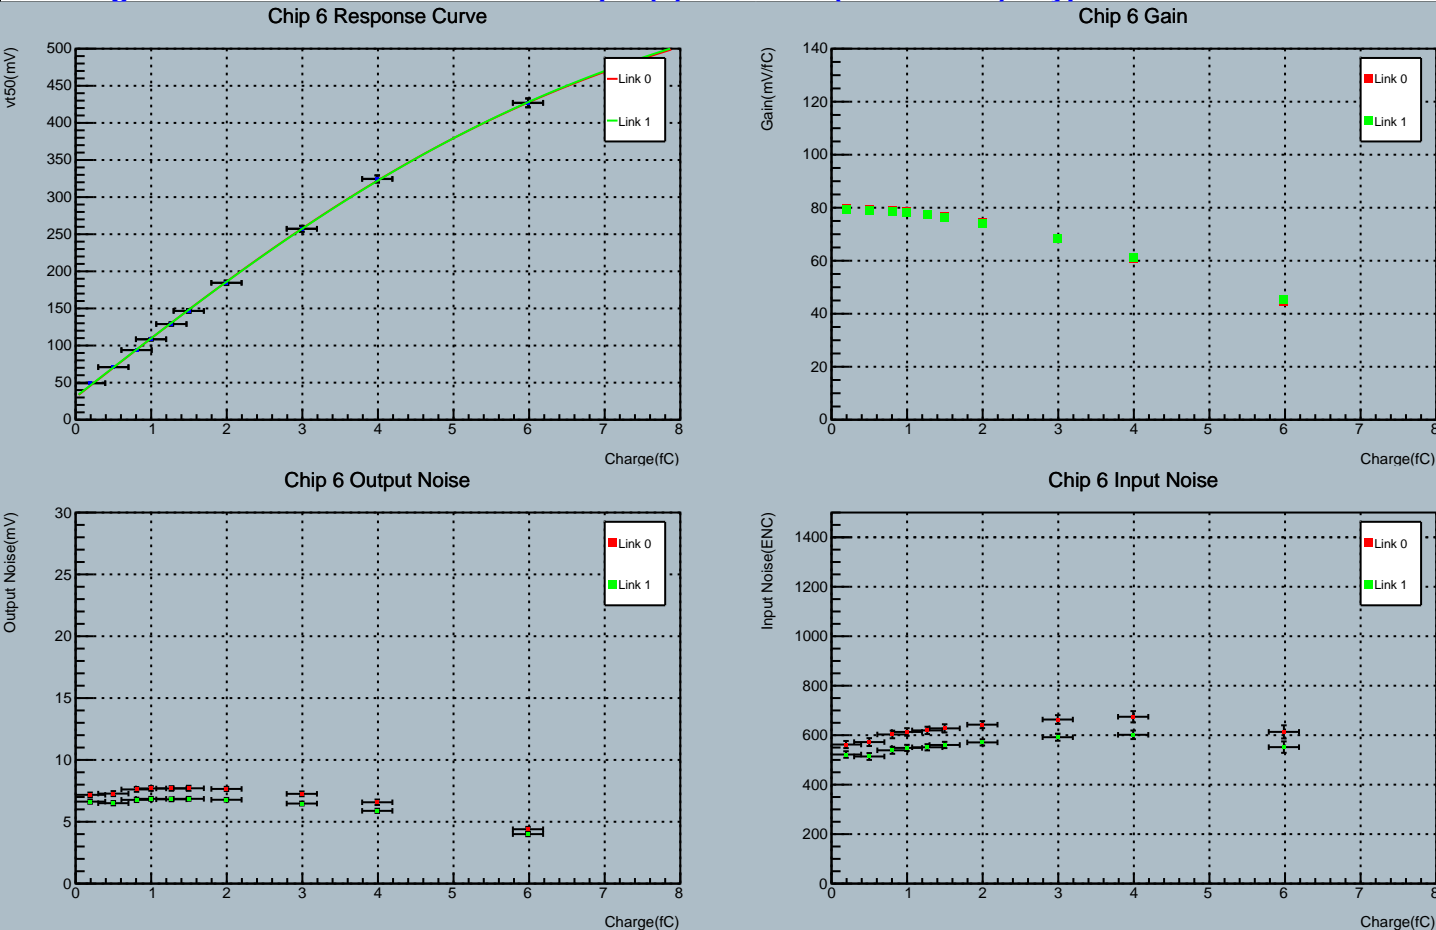 Chip 6 Response Curve
vt50(mV)
500
450
400
350
300
250
200
150
100
50
0
0 1 2 3 4 5 6 7 8
Charge(fC)
Link 0
Link 1
Chip 6 Gain
Gain(mV/fC)
140
120
100
80
60
40
20
0
0 1 2 3 4 5 6 7 8
Charge(fC)
Link 0
Link 1
Chip 6 Output Noise
Output Noise(mV)
30
25
20
15
10
5
0
0 1 2 3 4 5 6 7 8
Charge(fC)
Link 0
Link 1
Chip 6 Input Noise
Input Noise(ENC)
1400
1200
1000
800
600
400
200
0
0 1 2 3 4 5 6 7 8
Charge(fC)
Link 0
Link 1